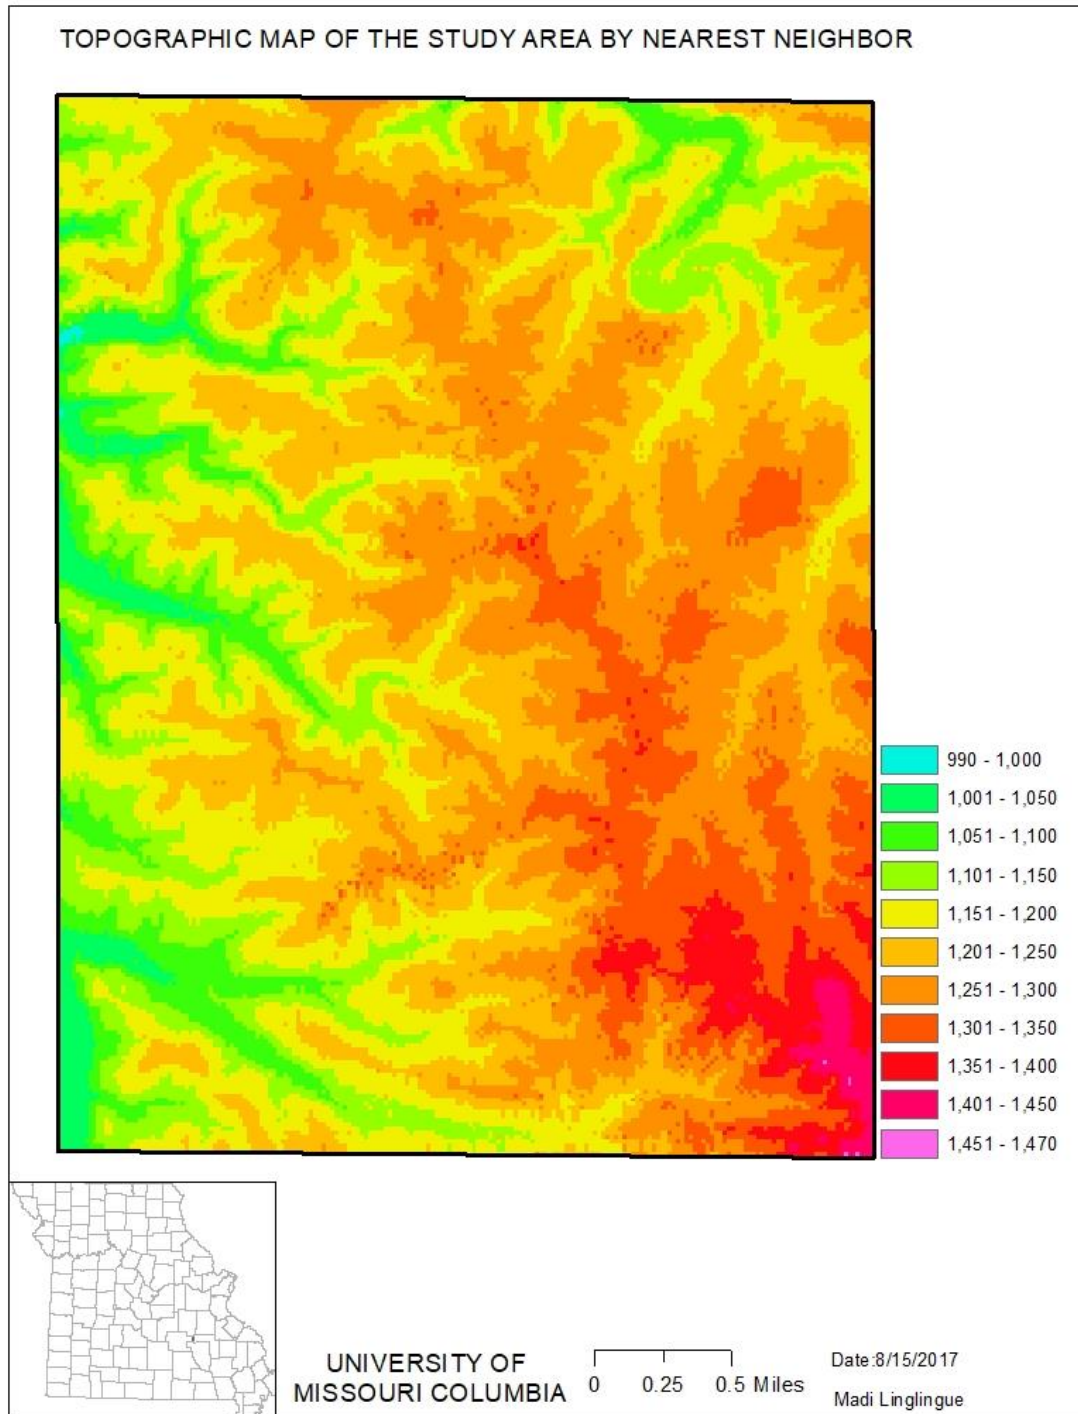 TOPOGRAPHIC MAP OF THE STUDY AREA BY NEAREST NEIGHBOR
990 - 1,000
1,001 - 1,050
1,051 - 1,100
1,101 - 1,150
1,151 - 1,200
1,201 - 1,250
1,251 - 1,300
1,301 - 1,350
1,351 - 1,400
1,401 - 1,450
1,451 - 1,470
UNIVERSITY OF
MISSOURI COLUMBIA
0 0.25 0.5 Miles
Date:8/15/2017
Madi Linglingue